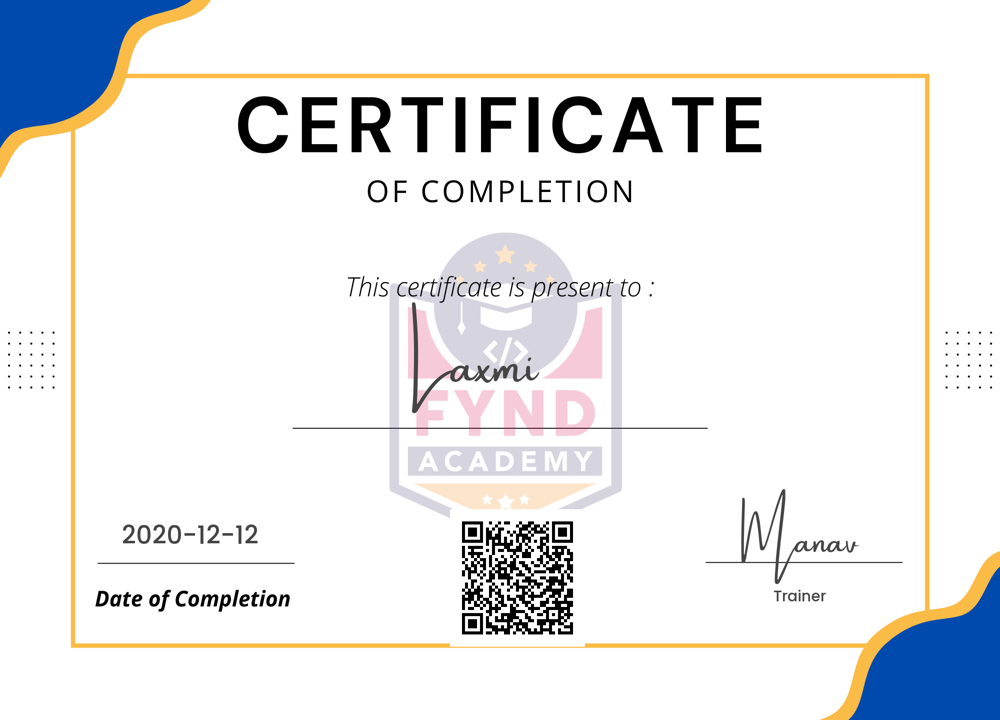 CERTIFICATE
OF COMPLETION
This certificate is present to :
Laxmi
</>
FYND
ACADEMY
2020-12-12
Date of Completion
Manav
Trainer